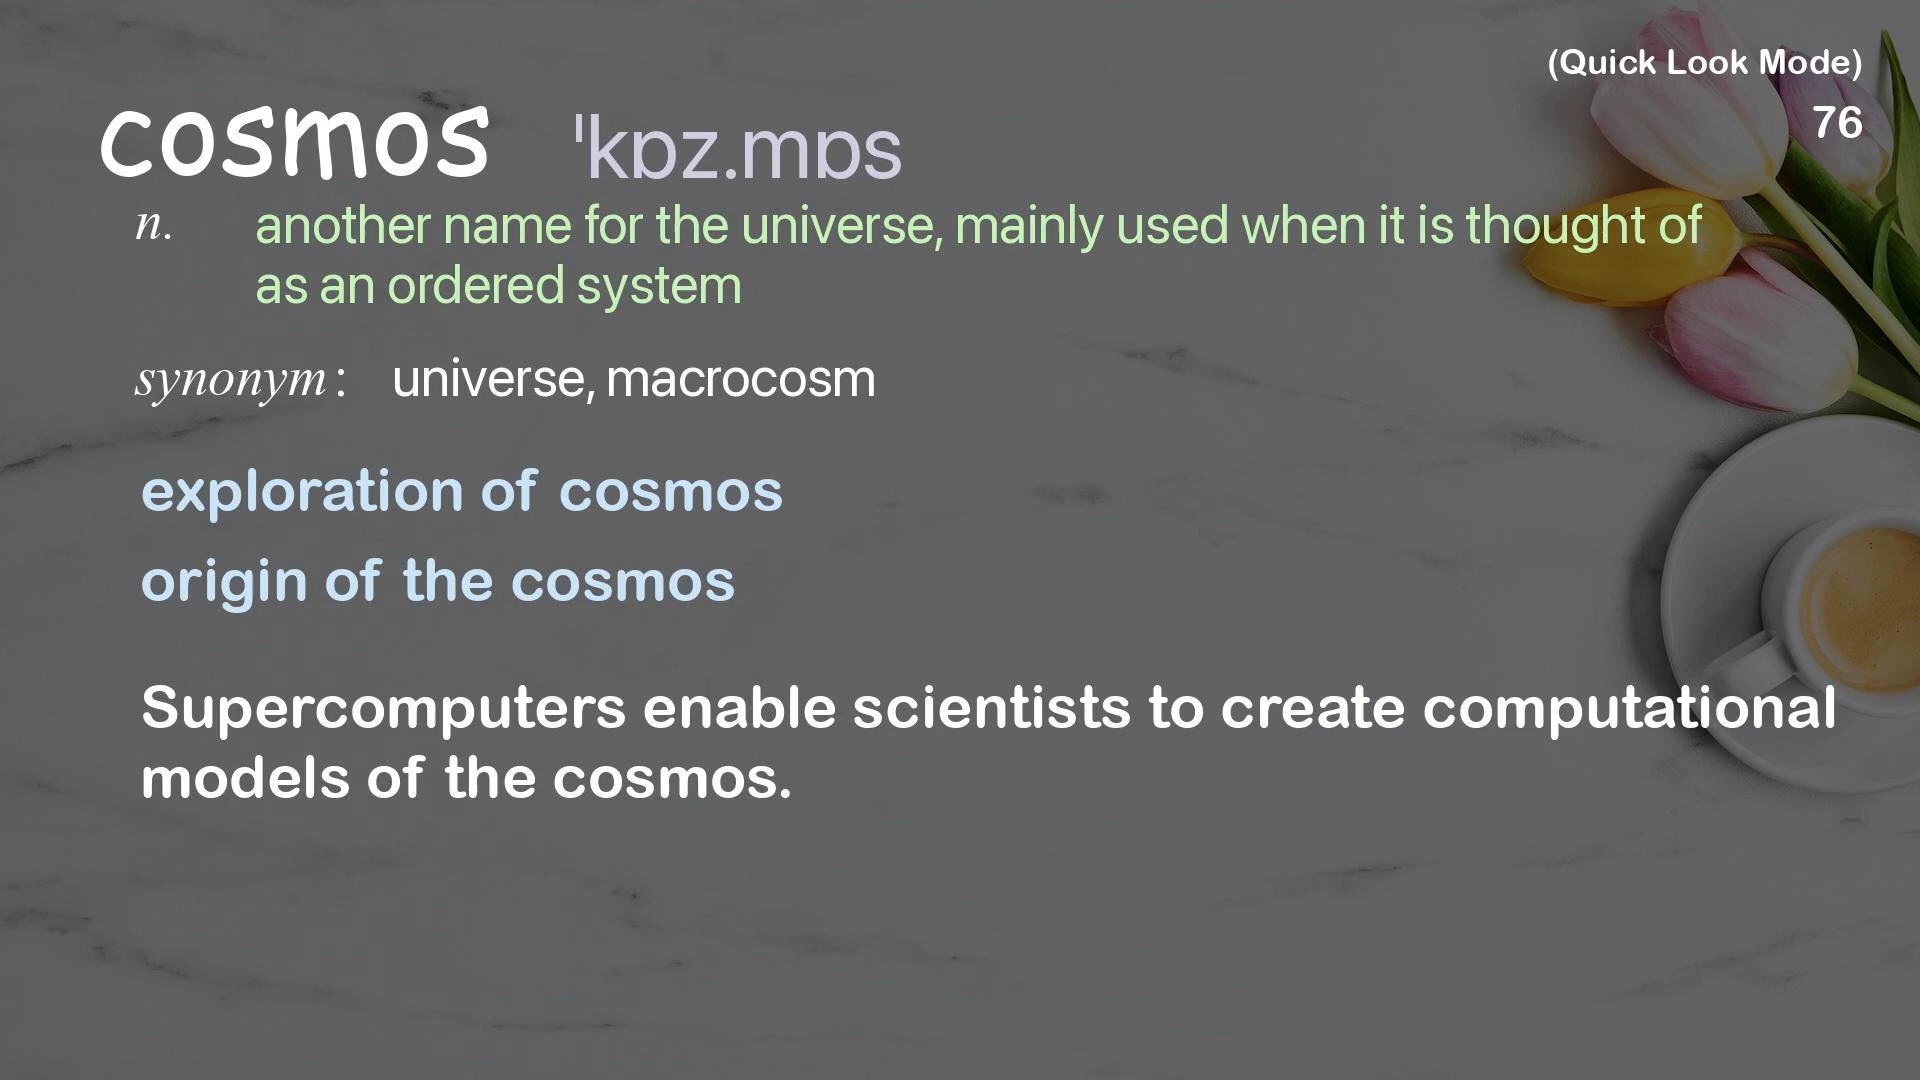 (Quick Look Mode)
76
cosmos ˈkɒz.mɒs
n. another name for the universe, mainly used when it is thought of
as an ordered system
synonym: universe, macrocosm
exploration of cosmos
origin of the cosmos
Supercomputers enable scientists to create computational
models of the cosmos.